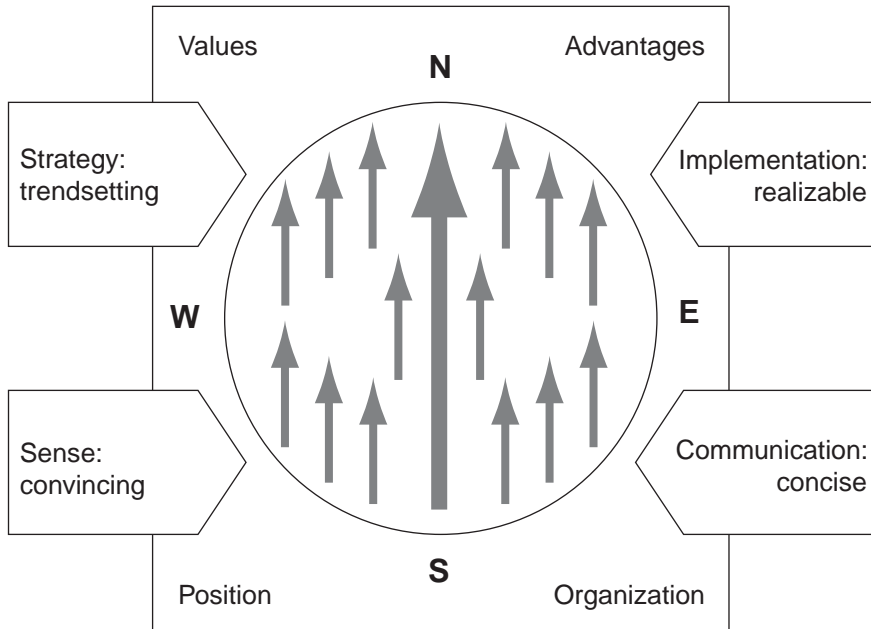 Values
Advantages
N
Strategy:
trendsetting
Implementation:
realizable
W
E
Sense:
convincing
Communication:
concise
S
Position
Organization